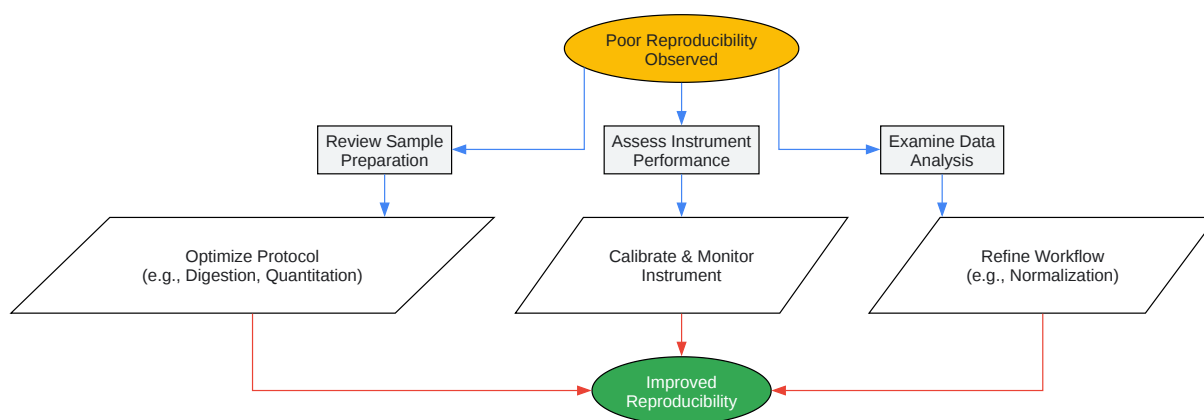 Poor Reproducibility
Observed
Review Sample
Preparation
Assess Instrument
Performance
Examine Data
Analysis
Optimize Protocol
(e.g., Digestion, Quantitation)
Calibrate & Monitor
Instrument
Refine Workflow
(e.g., Normalization)
Improved
Reproducibility